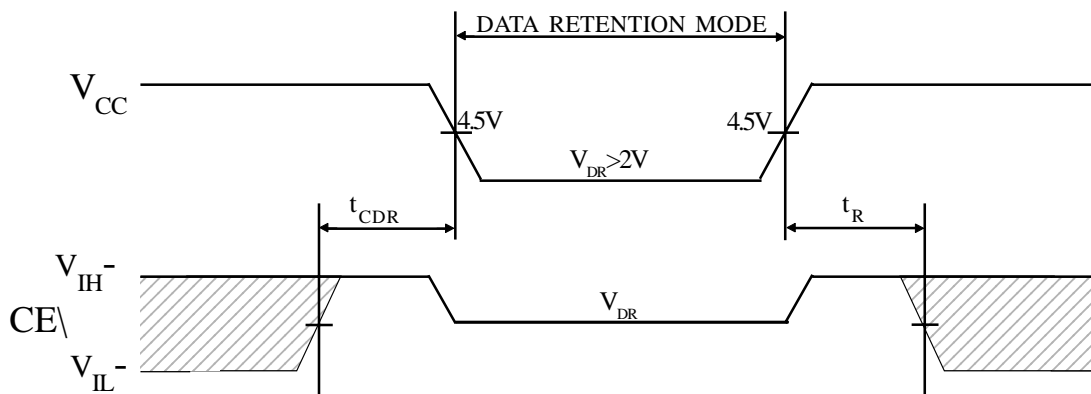 DATA RETENTION MODE
VCC
4.5V
4.5V
VDR>2V
tCDR
tR
VIH-
VDR
CE\
VIL-